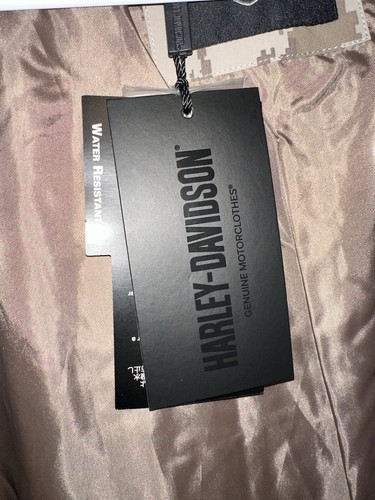 HARLEY-DAVIDSON®
GENUINE MOTORCLOTHES®
WATER RESISTANT